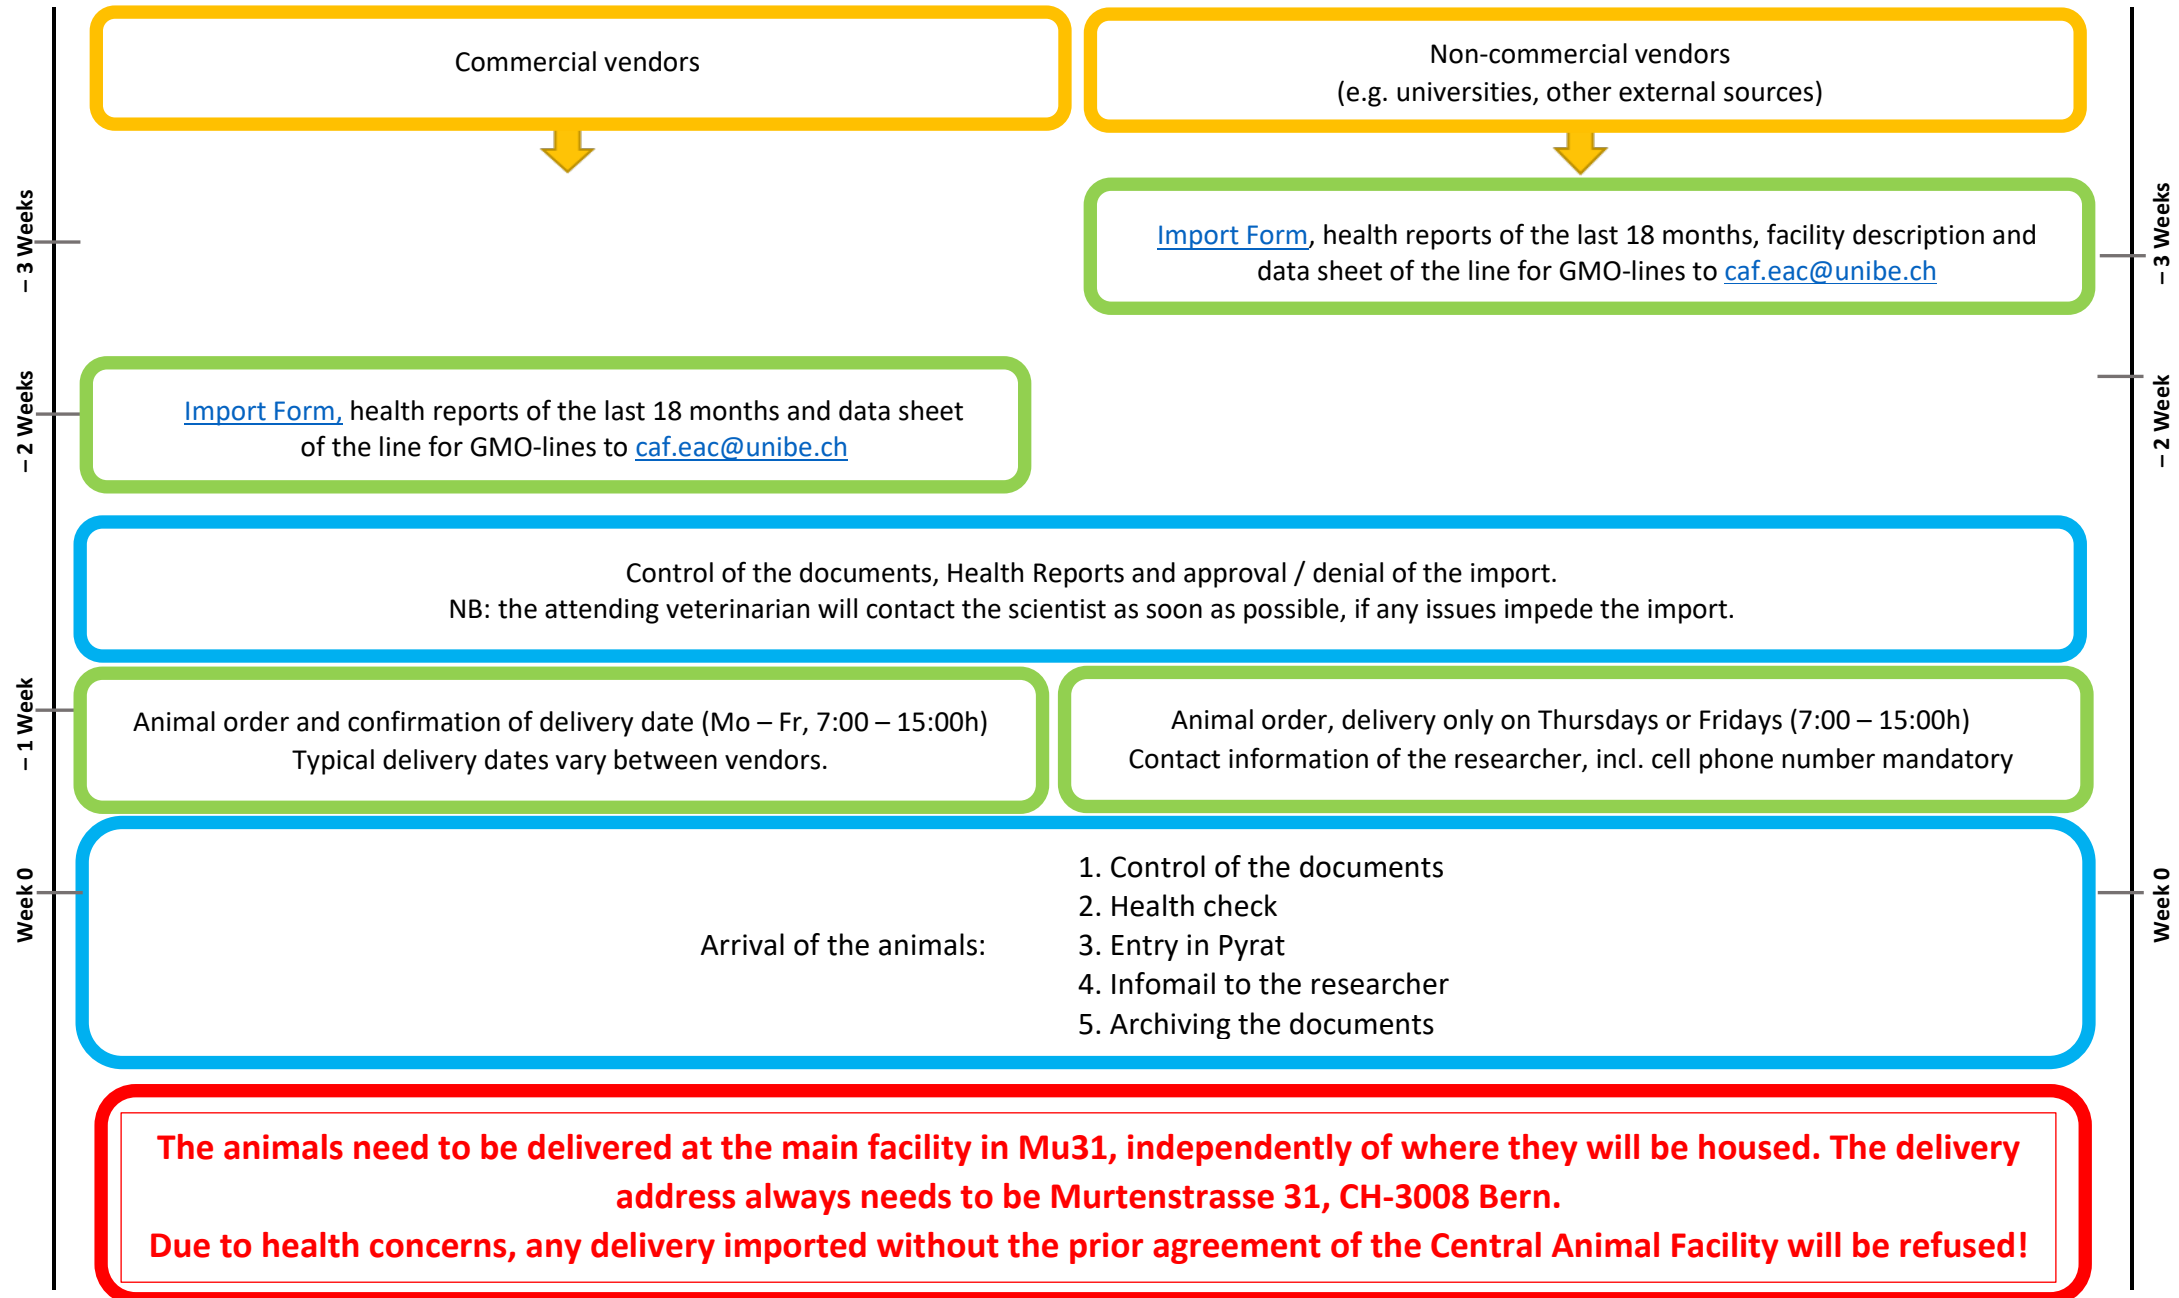 Commercial vendors
Non-commercial vendors
(e.g. universities, other external sources)
– 3 Weeks
Import Form, health reports of the last 18 months, facility description and
data sheet of the line for GMO-lines to caf.eac@unibe.ch
– 3 Weeks
– 2 Weeks
Import Form, health reports of the last 18 months and data sheet
of the line for GMO-lines to caf.eac@unibe.ch
– 2 Week
Control of the documents, Health Reports and approval / denial of the import.
NB: the attending veterinarian will contact the scientist as soon as possible, if any issues impede the import.
– 1 Week
Animal order and confirmation of delivery date (Mo – Fr, 7:00 – 15:00h)
Typical delivery dates vary between vendors.
Animal order, delivery only on Thursdays or Fridays (7:00 – 15:00h)
Contact information of the researcher, incl. cell phone number mandatory
Week 0
Arrival of the animals:
1. Control of the documents
2. Health check
3. Entry in Pyrat
4. Infomail to the researcher
5. Archiving the documents
Week 0
The animals need to be delivered at the main facility in Mu31, independently of where they will be housed. The delivery
address always needs to be Murtenstrasse 31, CH-3008 Bern.
Due to health concerns, any delivery imported without the prior agreement of the Central Animal Facility will be refused!